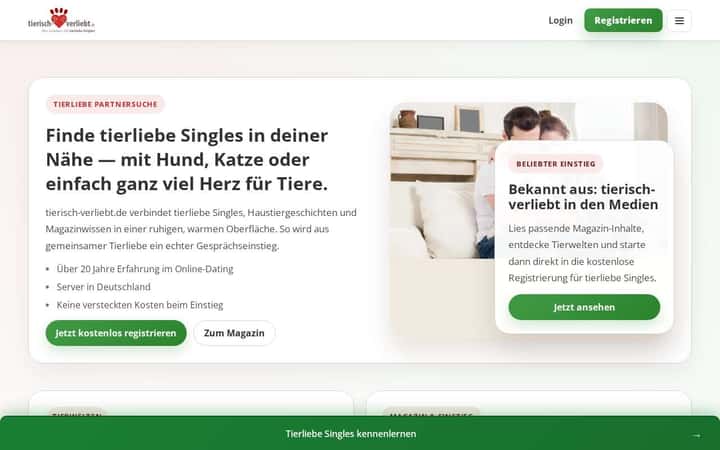 tierisch verliebt.de
Login
Registrieren
TIERLIEBE PARTNERSUCHE
Finde tierliebe Singles in deiner
Nähe — mit Hund, Katze oder
einfach ganz viel Herz für Tiere.
tierisch-verliebt.de verbindet tierliebe Singles, Haustiergeschichten und
Magazinwissen in einer ruhigen, warmen Oberfläche. So wird aus
gemeinsamer Tierliebe ein echter Gesprächseinstieg.
• Über 20 Jahre Erfahrung im Online-Dating
• Server in Deutschland
• Keine versteckten Kosten beim Einstieg
Jetzt kostenlos registrieren
Zum Magazin
BELIEBTER EINSTIEG
Bekannt aus: tierisch-
verliebt in den Medien
Lies passende Magazin-Inhalte,
entdecke Tierwelten und starte
dann direkt in die kostenlose
Registrierung für tierliebe Singles.
Jetzt ansehen
TIERWELTEN
MAGAZIN & EINSTIEG
Tierliebe Singles kennenlernen →